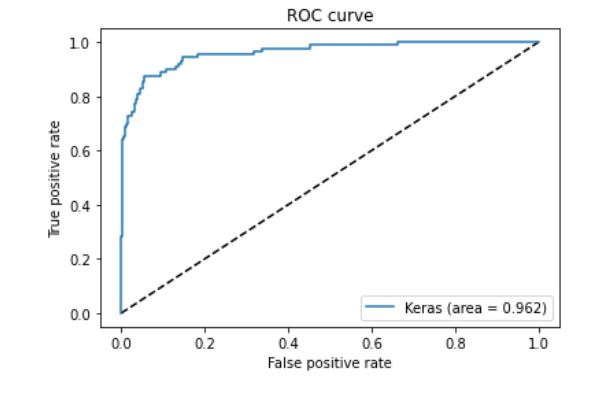 ROC curve
1.0
0.8
0.6
0.4
0.2
0.0
True positive rate
Keras (area = 0.962)
0.0 0.2 0.4 0.6 0.8 1.0
False positive rate